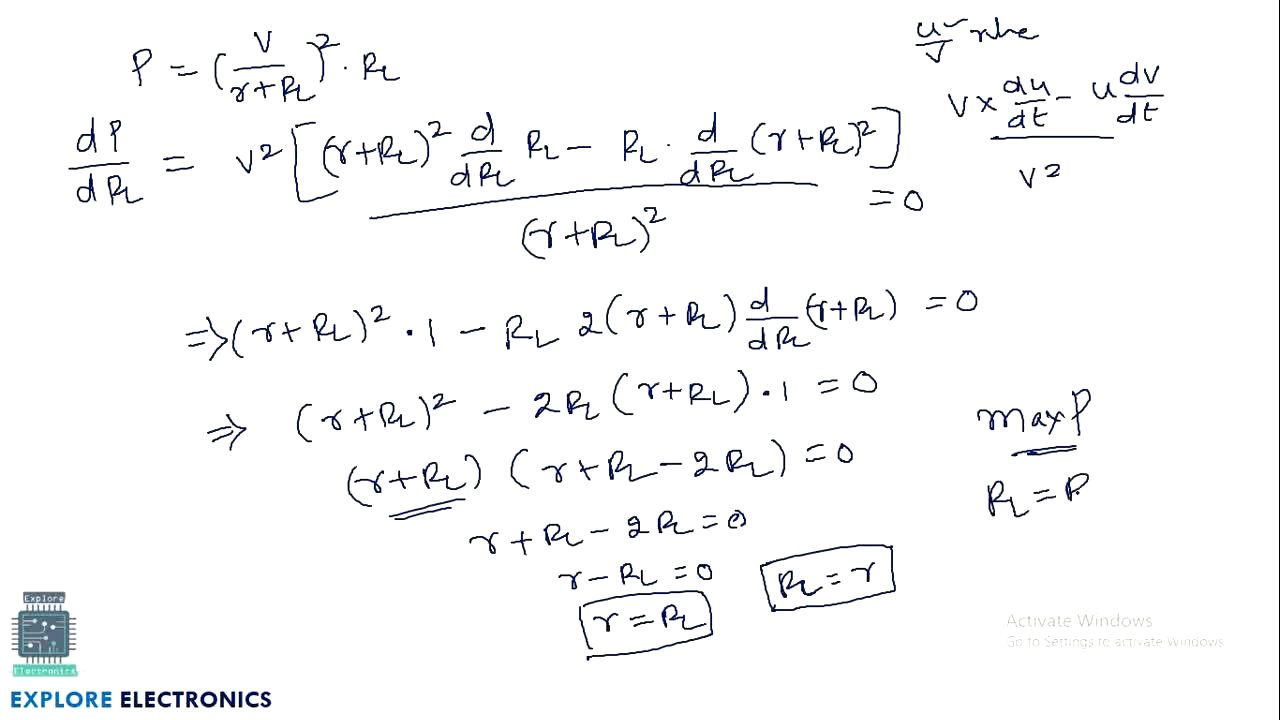 P = (V/(r+RL))² . RL
u/v rule
dP/dRL = V² [(r+RL)² d/dRL RL − RL . d/dRL (r+RL)²] / (r+RL)² = 0
(V × du/dt − u dv/dt) / V²
⇒ (r+RL)² . 1 − RL 2(r+RL) d/dRL (r+RL) = 0
⇒ (r+RL)² − 2RL (r+RL) . 1 = 0
(r+RL) (r+RL − 2RL) = 0
r + RL − 2RL = 0
r − RL = 0
r = RL
RL = r
max P
RL = R
Explore
Electronics
EXPLORE ELECTRONICS
Activate Windows
Go to Settings to activate Windows